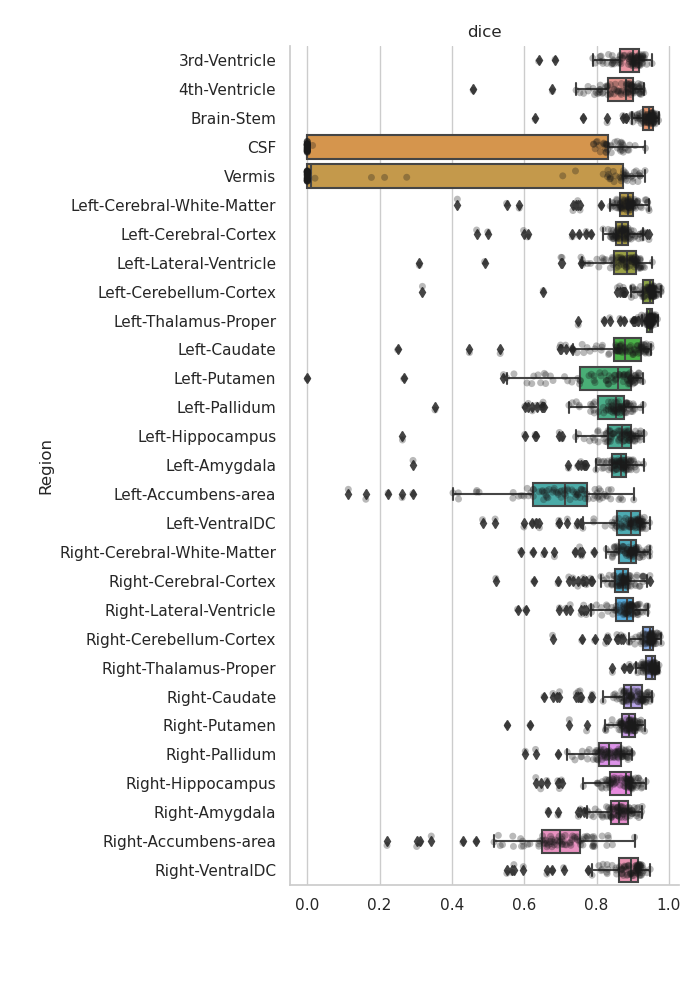 dice
3rd-Ventricle
4th-Ventricle
Brain-Stem
CSF
Vermis
Left-Cerebral-White-Matter
Left-Cerebral-Cortex
Left-Lateral-Ventricle
Left-Cerebellum-Cortex
Left-Thalamus-Proper
Left-Caudate
Left-Putamen
Left-Pallidum
Left-Hippocampus
Left-Amygdala
Left-Accumbens-area
Left-VentralDC
Right-Cerebral-White-Matter
Right-Cerebral-Cortex
Right-Lateral-Ventricle
Right-Cerebellum-Cortex
Right-Thalamus-Proper
Right-Caudate
Right-Putamen
Right-Pallidum
Right-Hippocampus
Right-Amygdala
Right-Accumbens-area
Right-VentralDC
Region
0.0 0.2 0.4 0.6 0.8 1.0